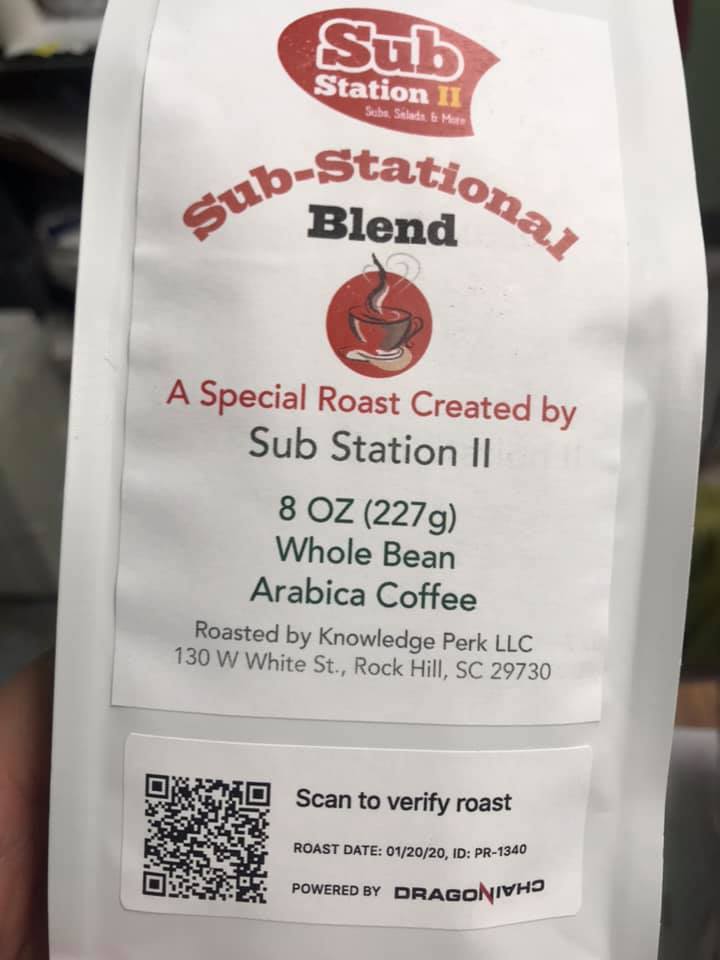 Sub
Station II
Subs, Salads, & More
Sub-Stational
Blend
A Special Roast Created by
Sub Station II
8 OZ (227g)
Whole Bean
Arabica Coffee
Roasted by Knowledge Perk LLC
130 W White St., Rock Hill, SC 29730
Scan to verify roast
ROAST DATE: 01/20/20, ID: PR-1340
POWERED BY DRAGONCHAIN